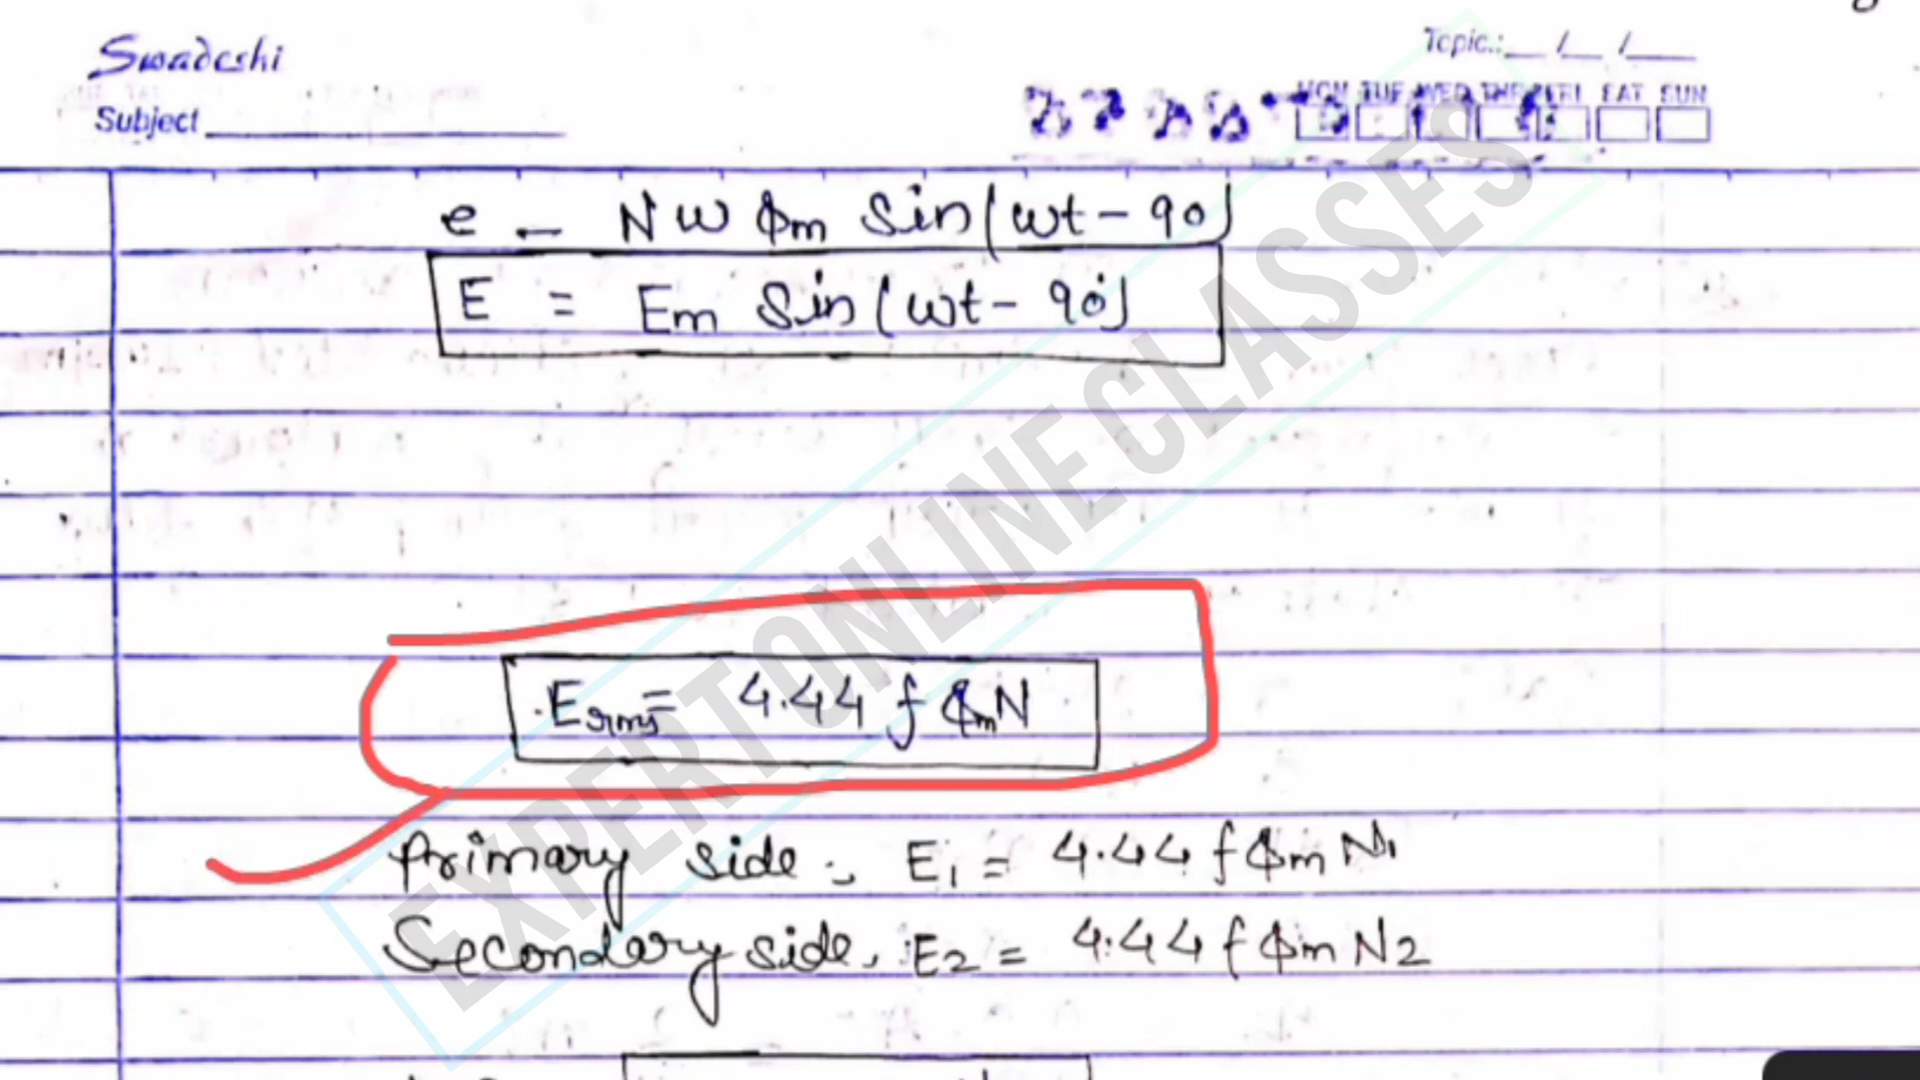 Swadeshi
Topic.: / /
Subject
MON TUE WED THR FRI SAT SUN
e = Nω ϕm Sin(ωt - 90)
E = Em Sin(ωt - 90°)
Erms = 4.44 f ϕm N
Primary side :, E1 = 4.44 f ϕm N1
Secondary side, E2 = 4.44 f ϕm N2
EXPERT ONLINE CLASSES